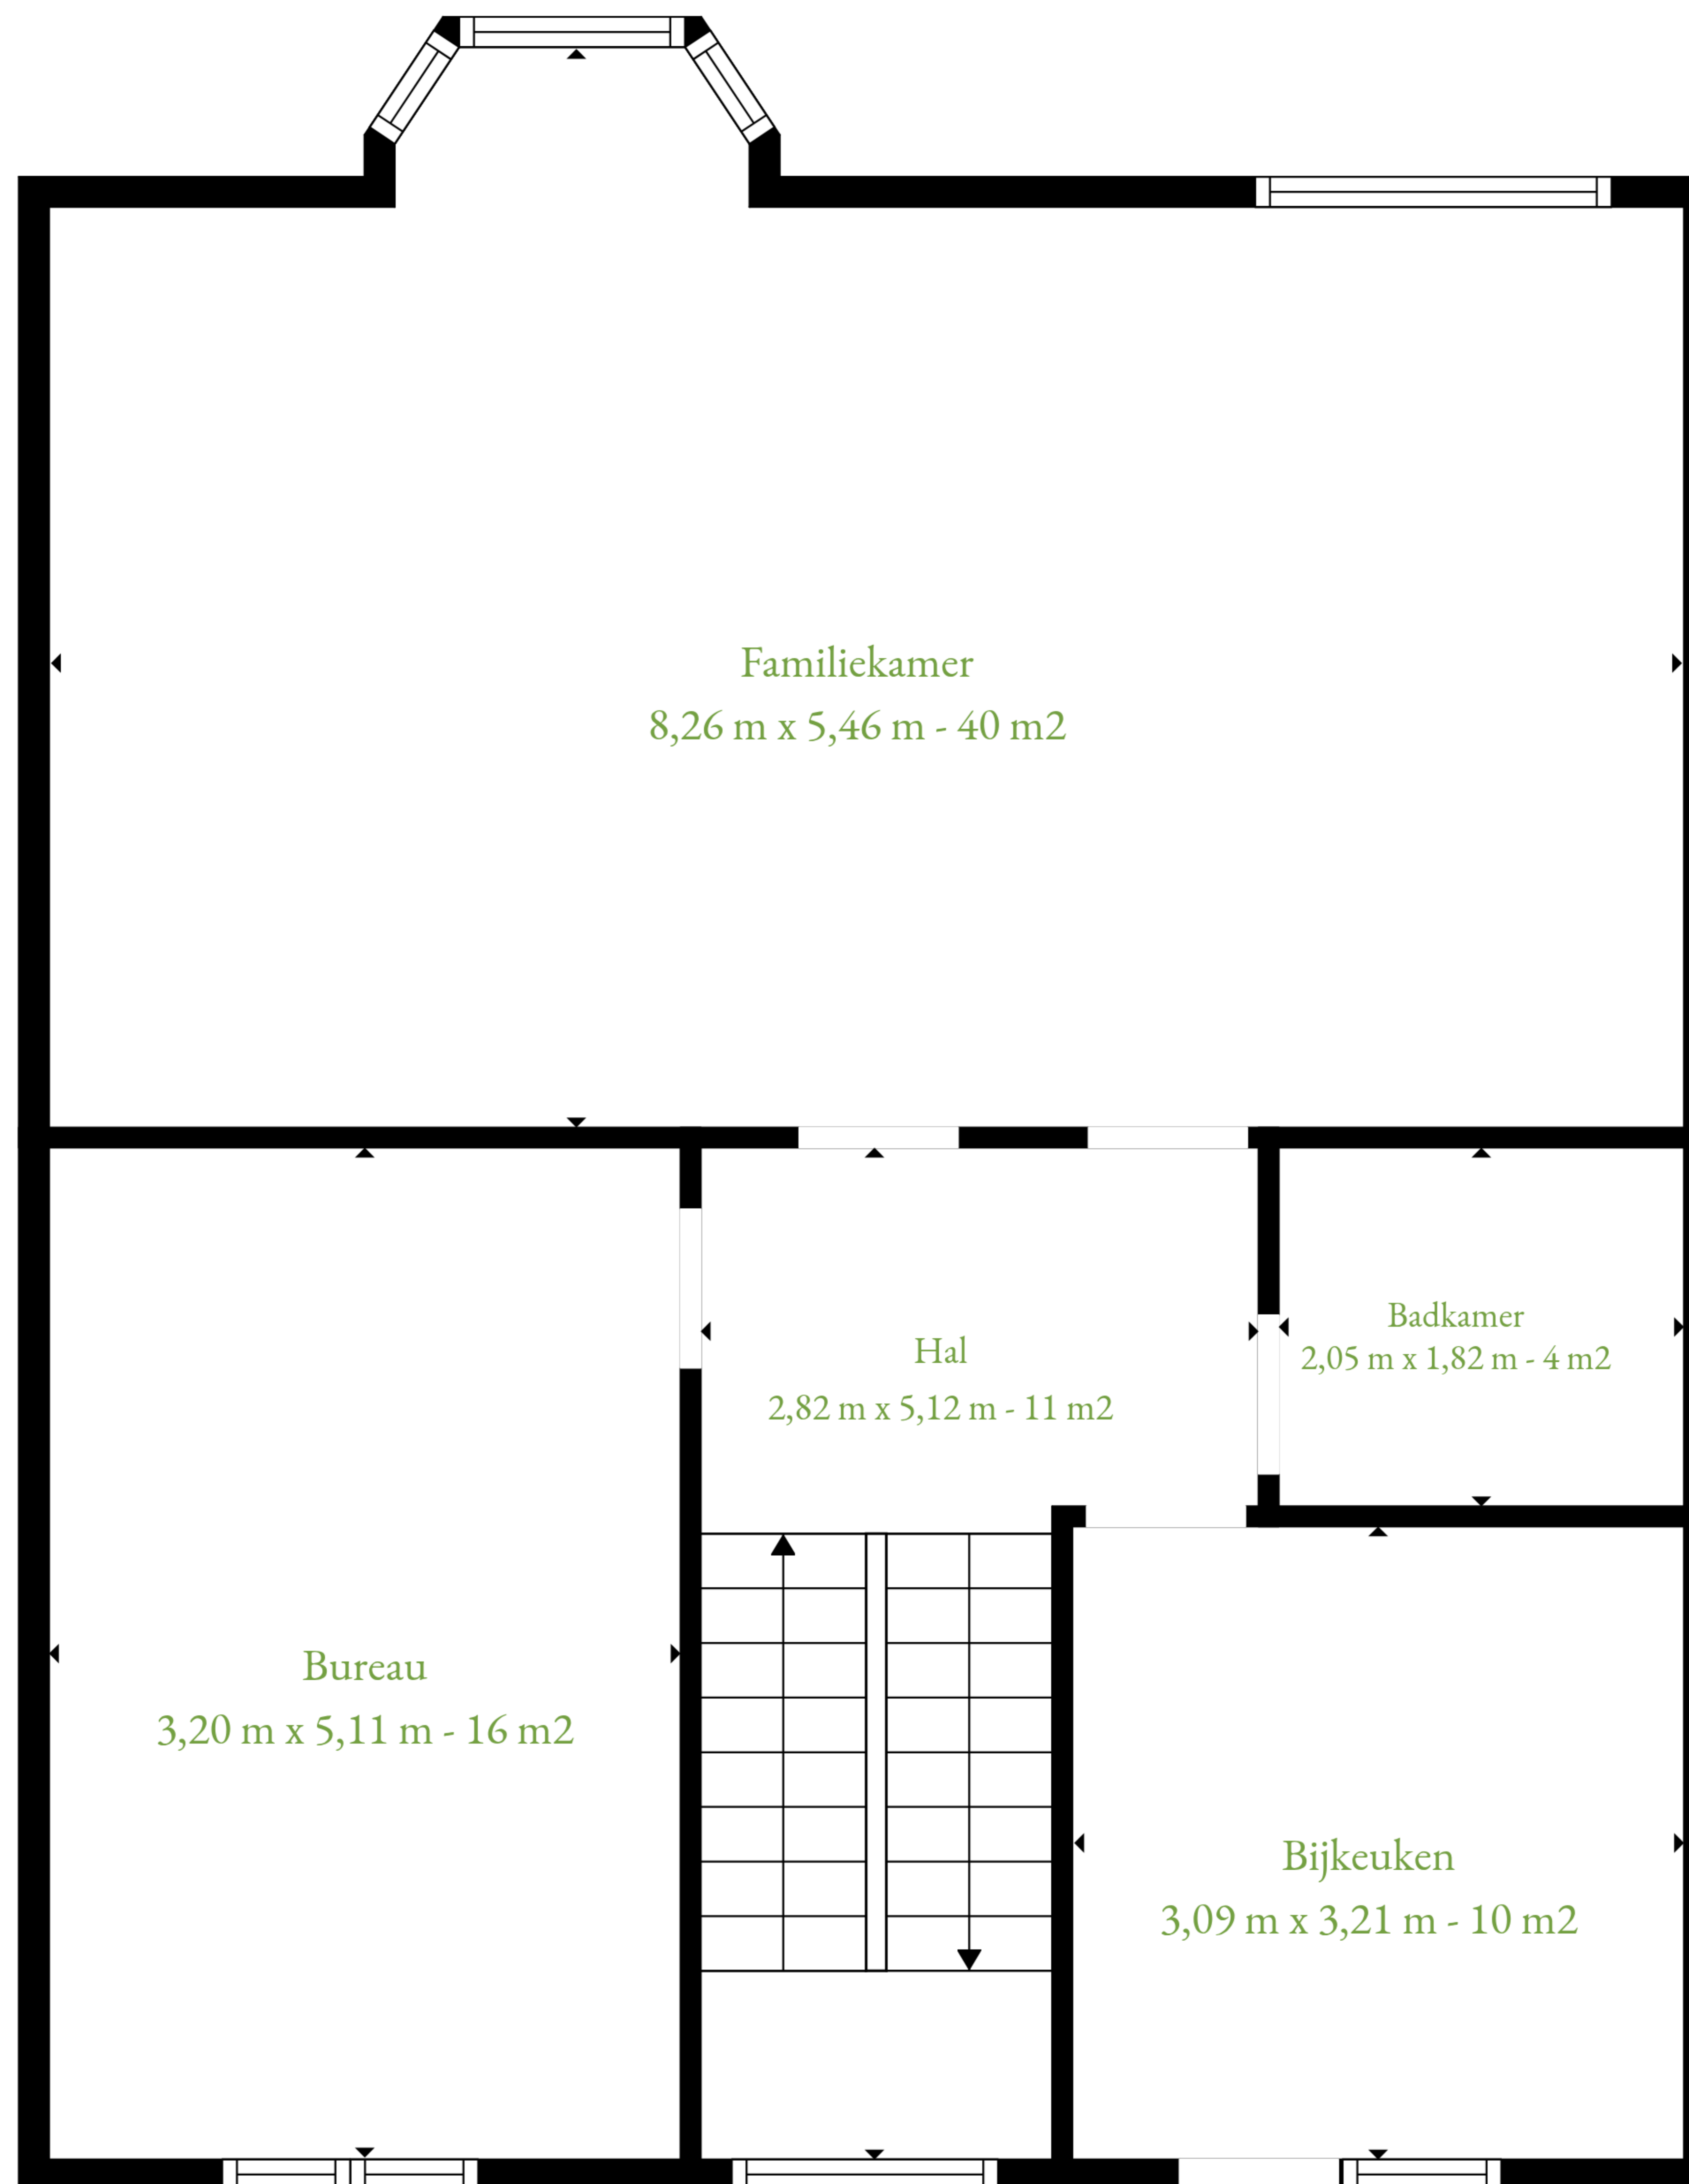 Familiekamer
8,26 m x 5,46 m - 40 m2
Hal
2,82 m x 5,12 m - 11 m2
Badkamer
2,05 m x 1,82 m - 4 m2
Bureau
3,20 m x 5,11 m - 16 m2
Bijkeuken
3,09 m x 3,21 m - 10 m2